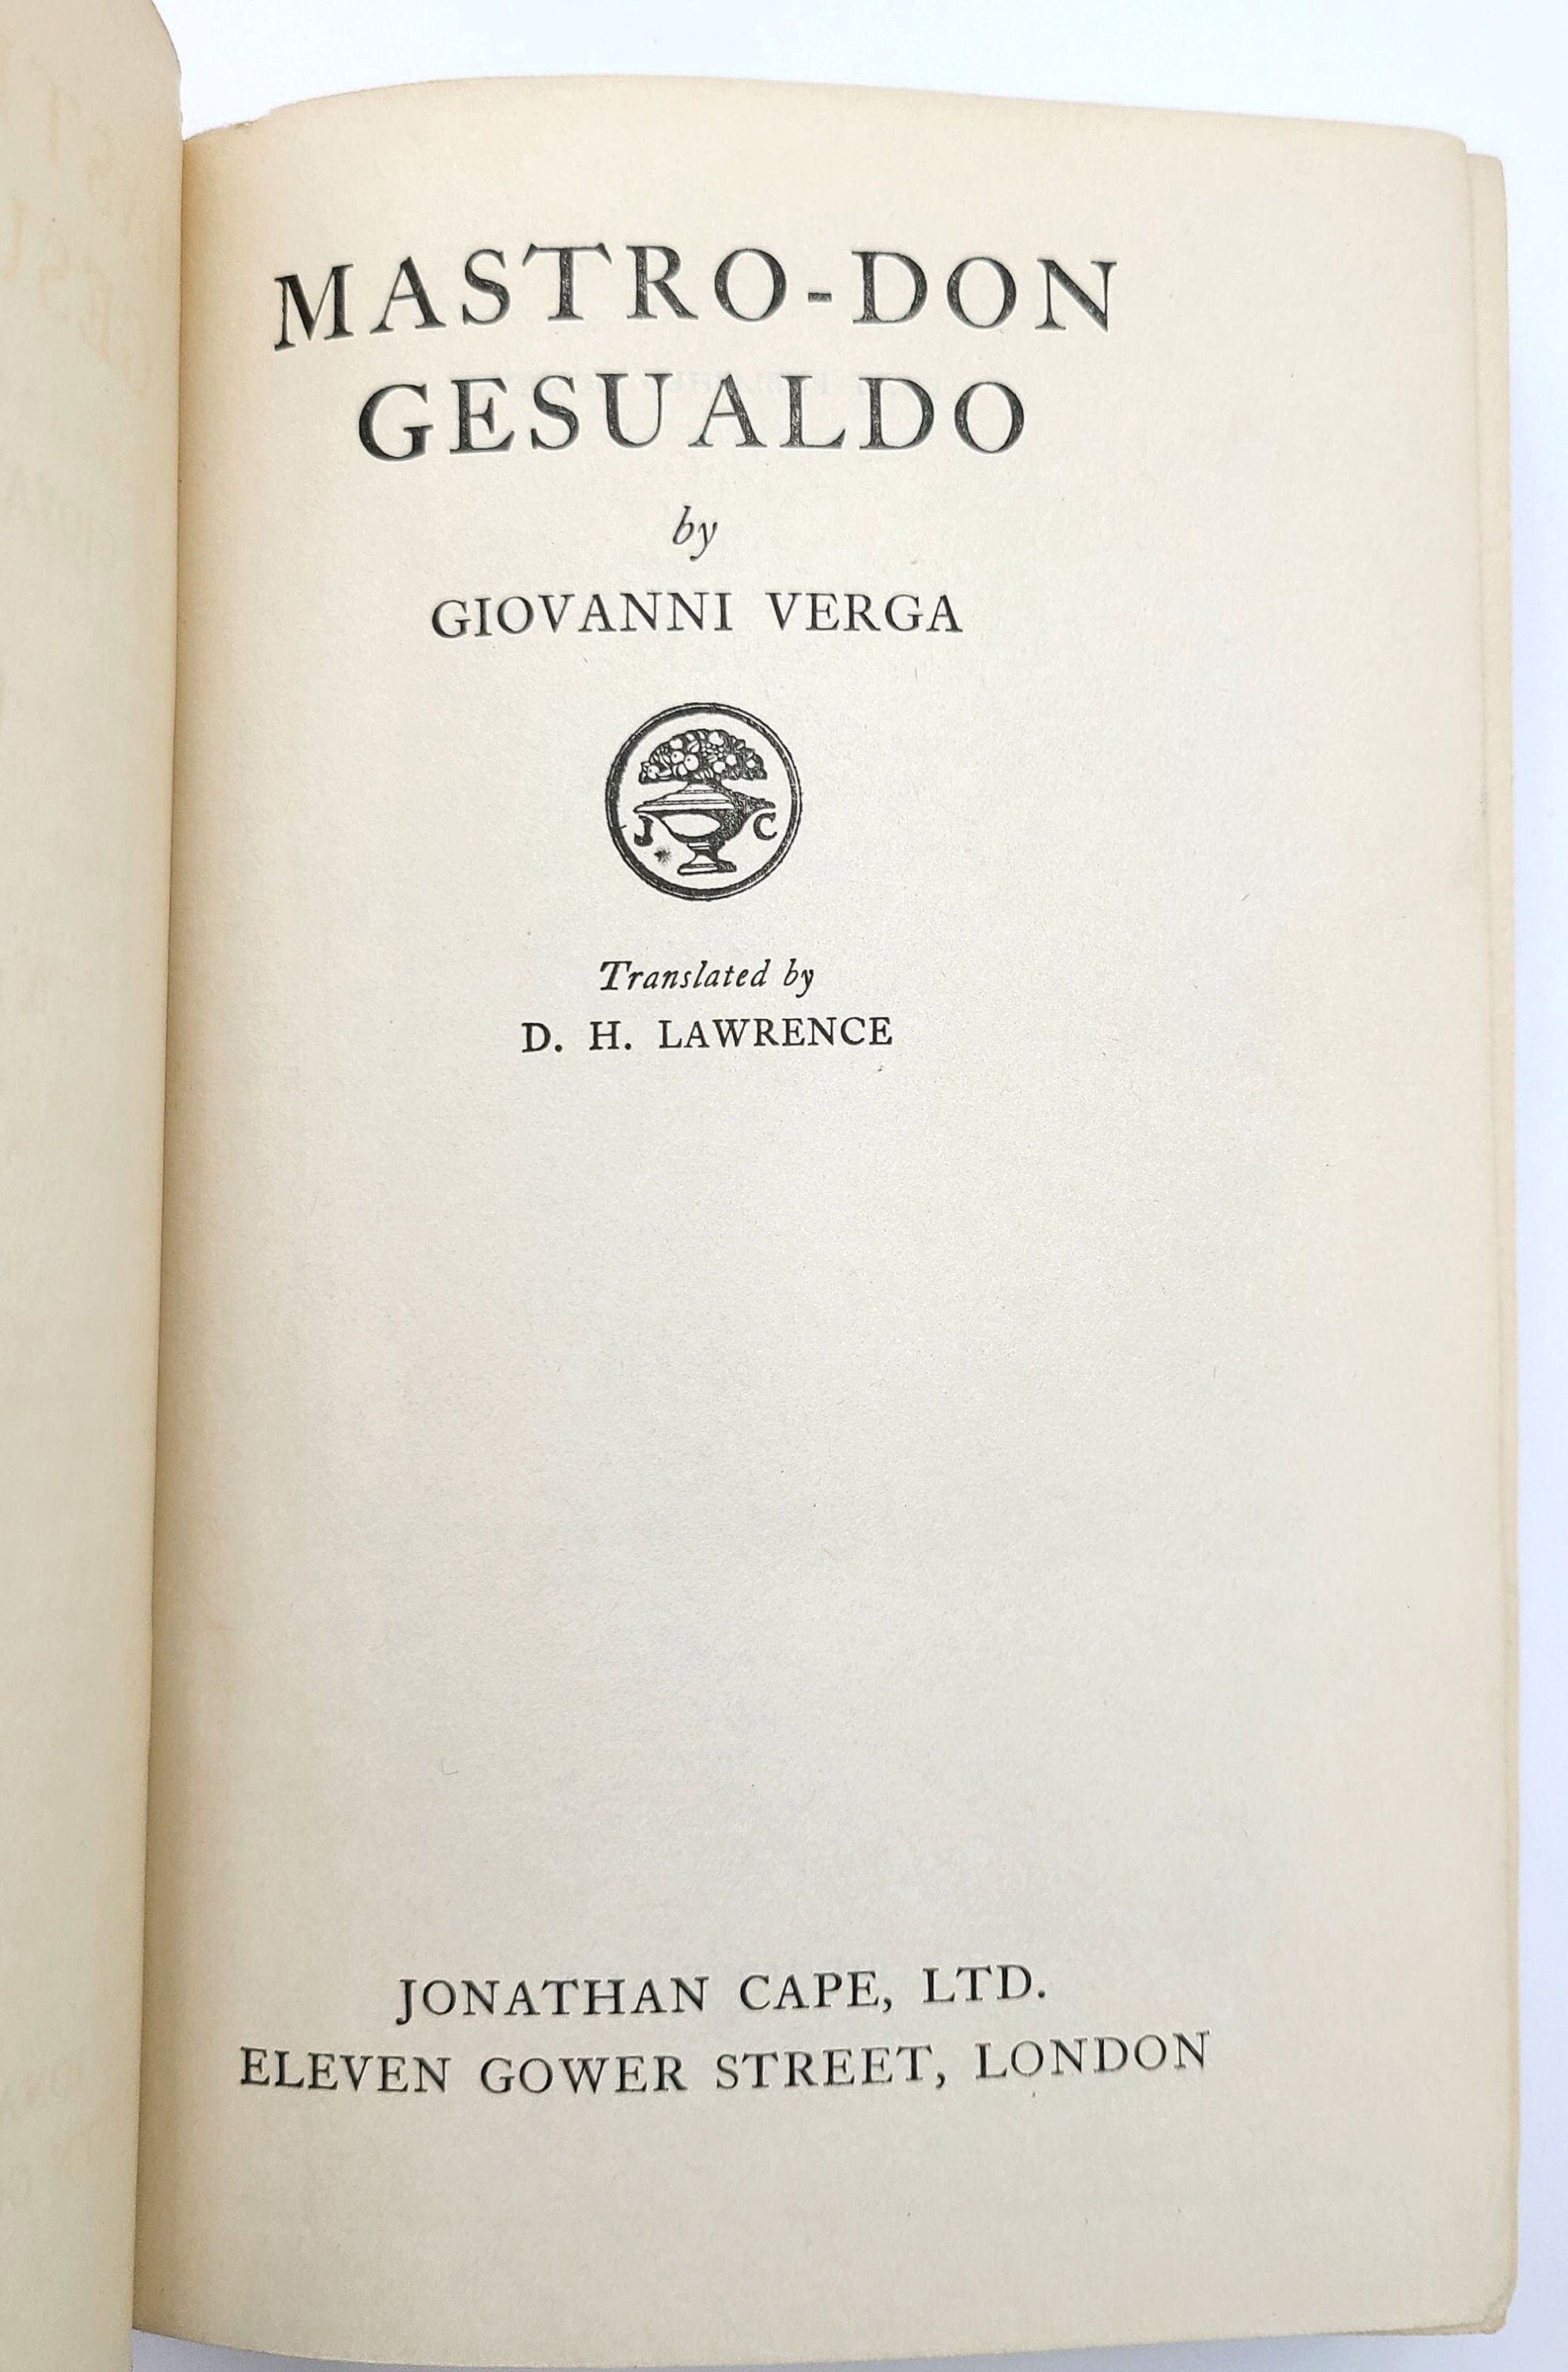 MASTRO-DON
GESUALDO
by
GIOVANNI VERGA
J C
Translated by
D. H. LAWRENCE
JONATHAN CAPE, LTD.
ELEVEN GOWER STREET, LONDON